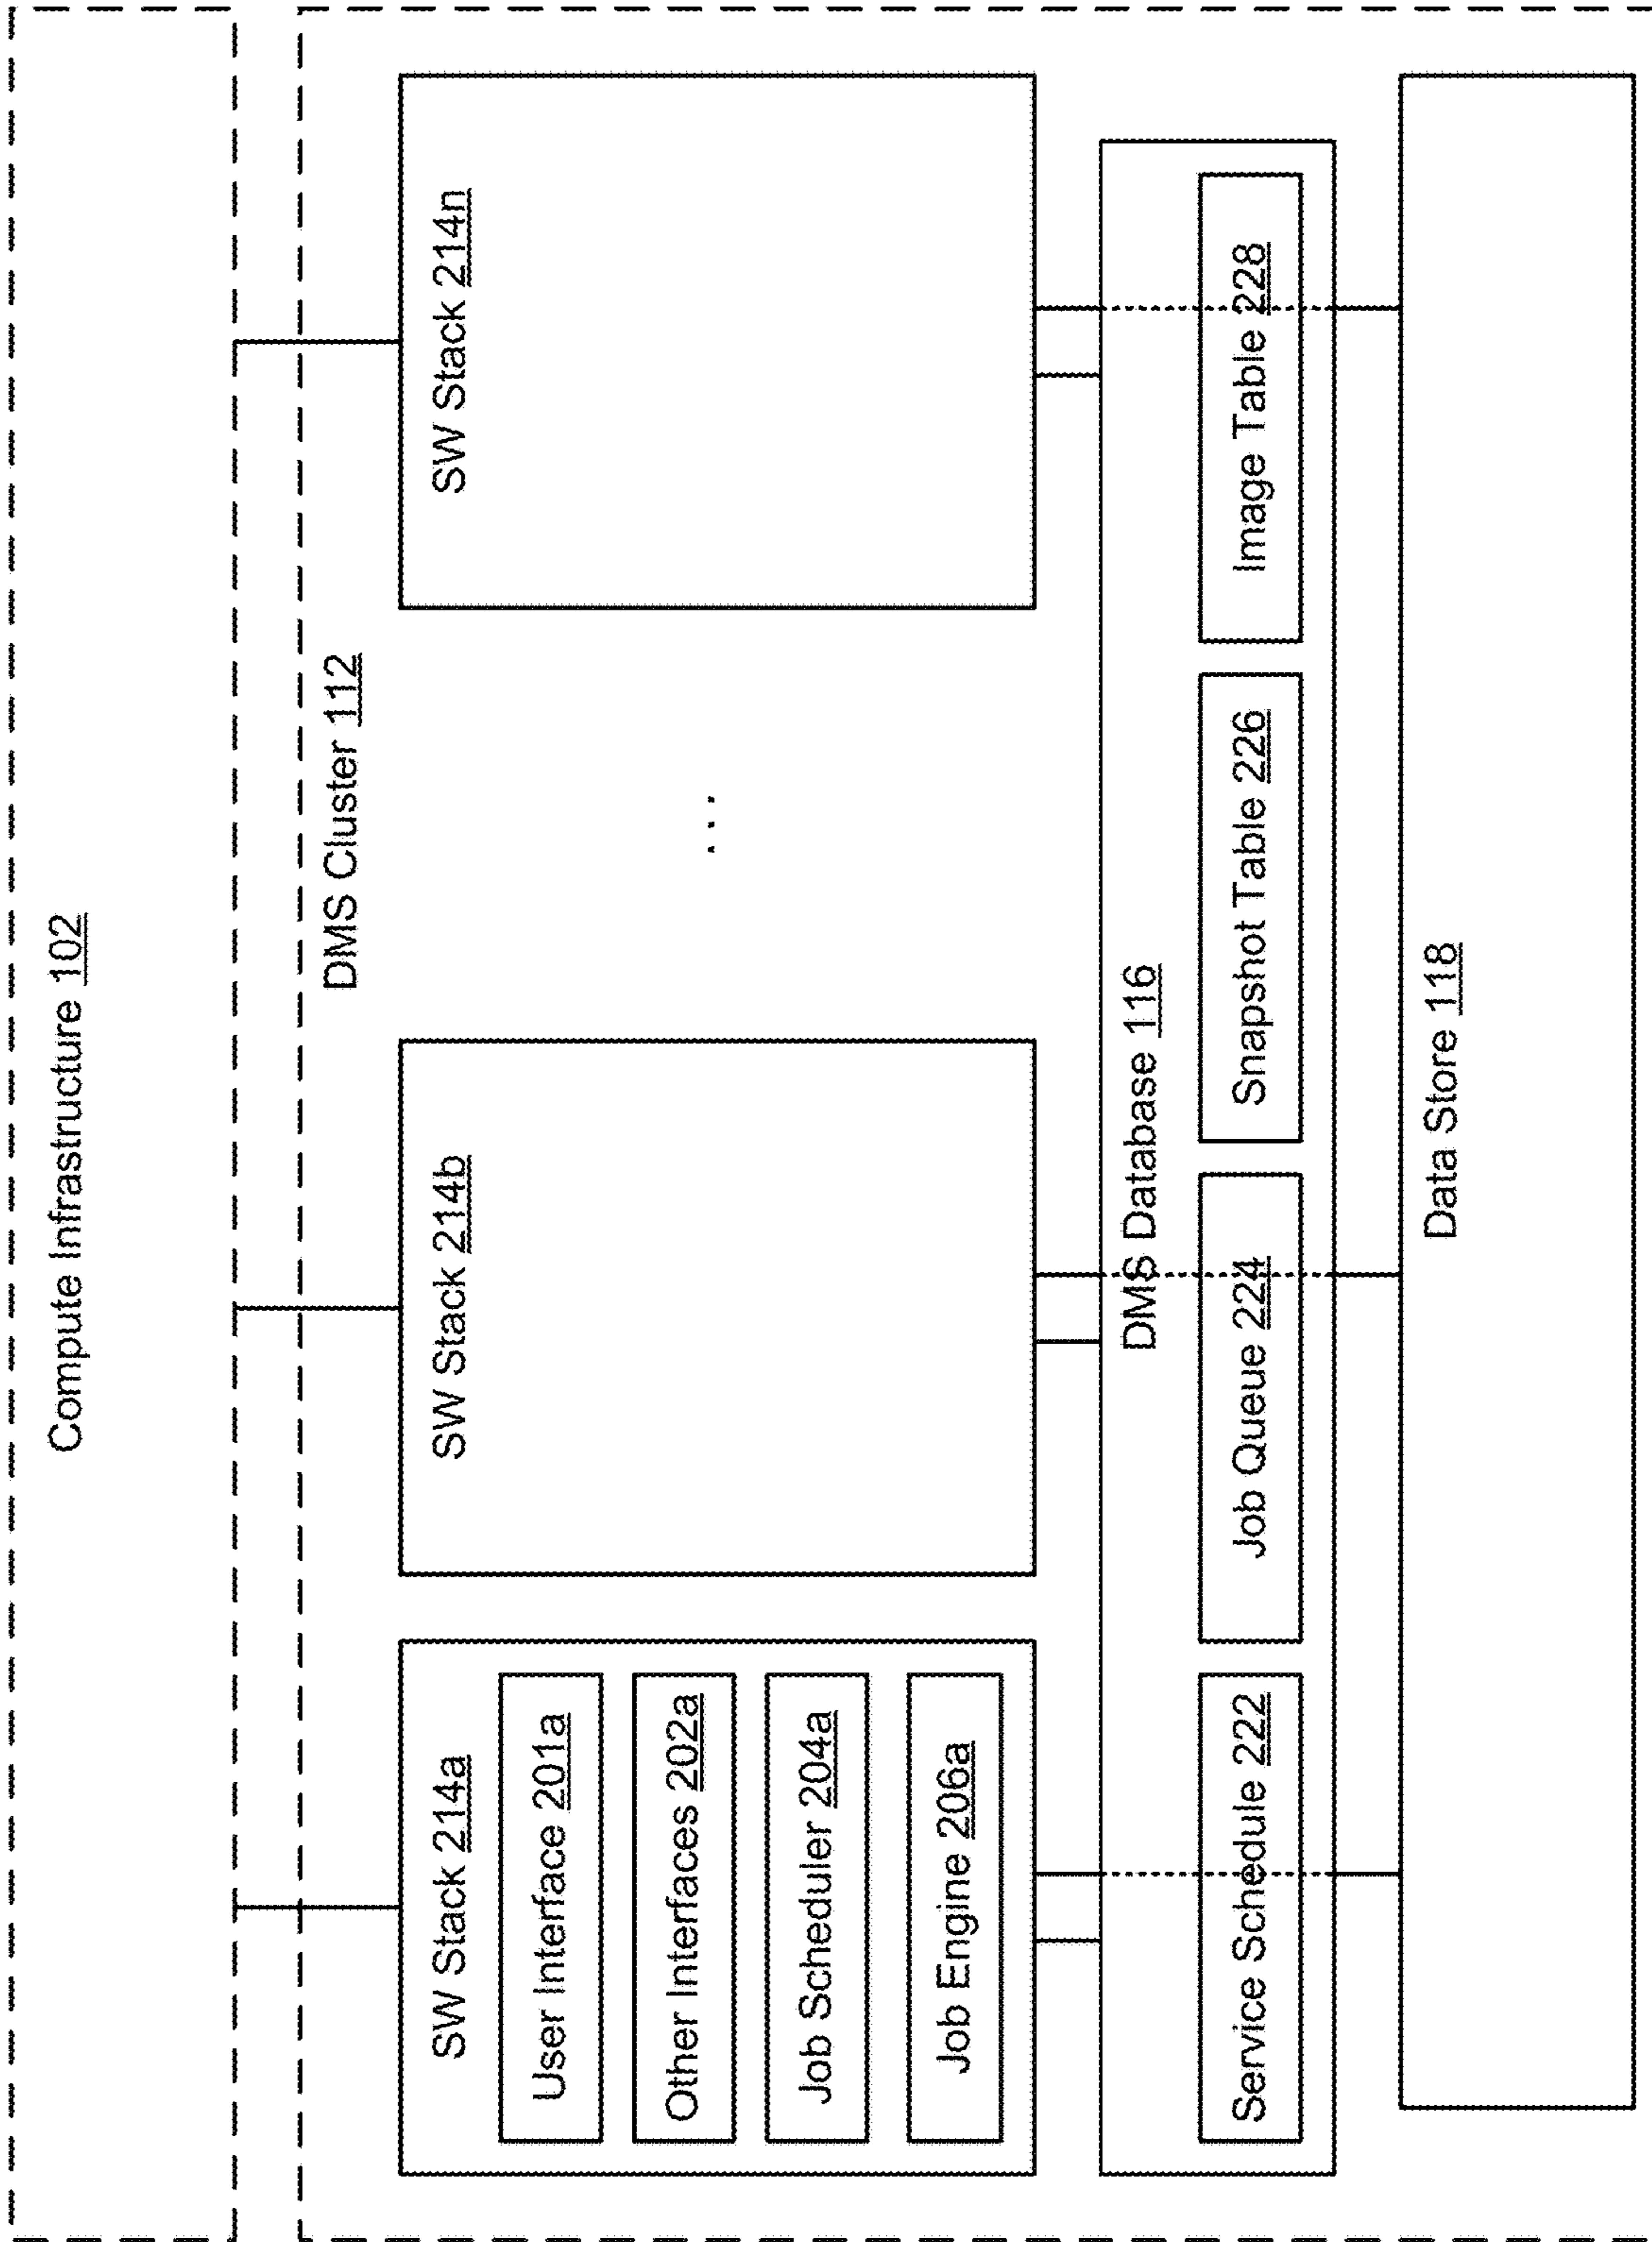 Compute Infrastructure 102
DMS Cluster 112
SW Stack 214a
User Interface 201a
Other Interfaces 202a
Job Scheduler 204a
Job Engine 206a
SW Stack 214b
...
SW Stack 214n
DMS Database 116
Service Schedule 222
Job Queue 224
Snapshot Table 226
Image Table 228
Data Store 118